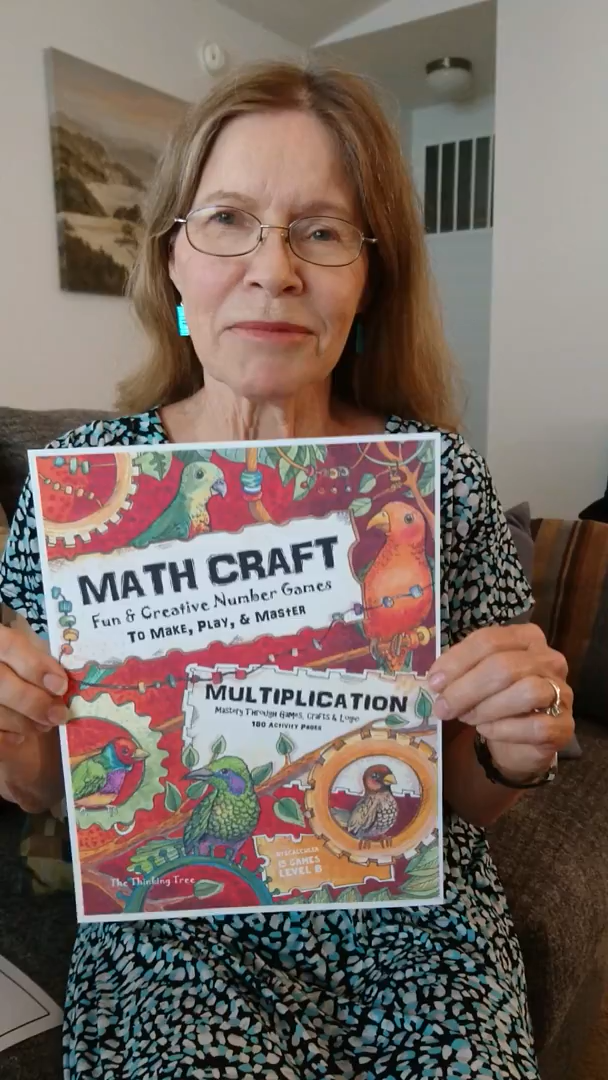 MATH CRAFT
Fun & Creative Number Games
To Make, Play, & Master
MULTIPLICATION
Mastery Through Games, Crafts & Logic
180 Activity Pages
DYSCALCULIA
15 GAMES
LEVEL B
The Thinking Tree